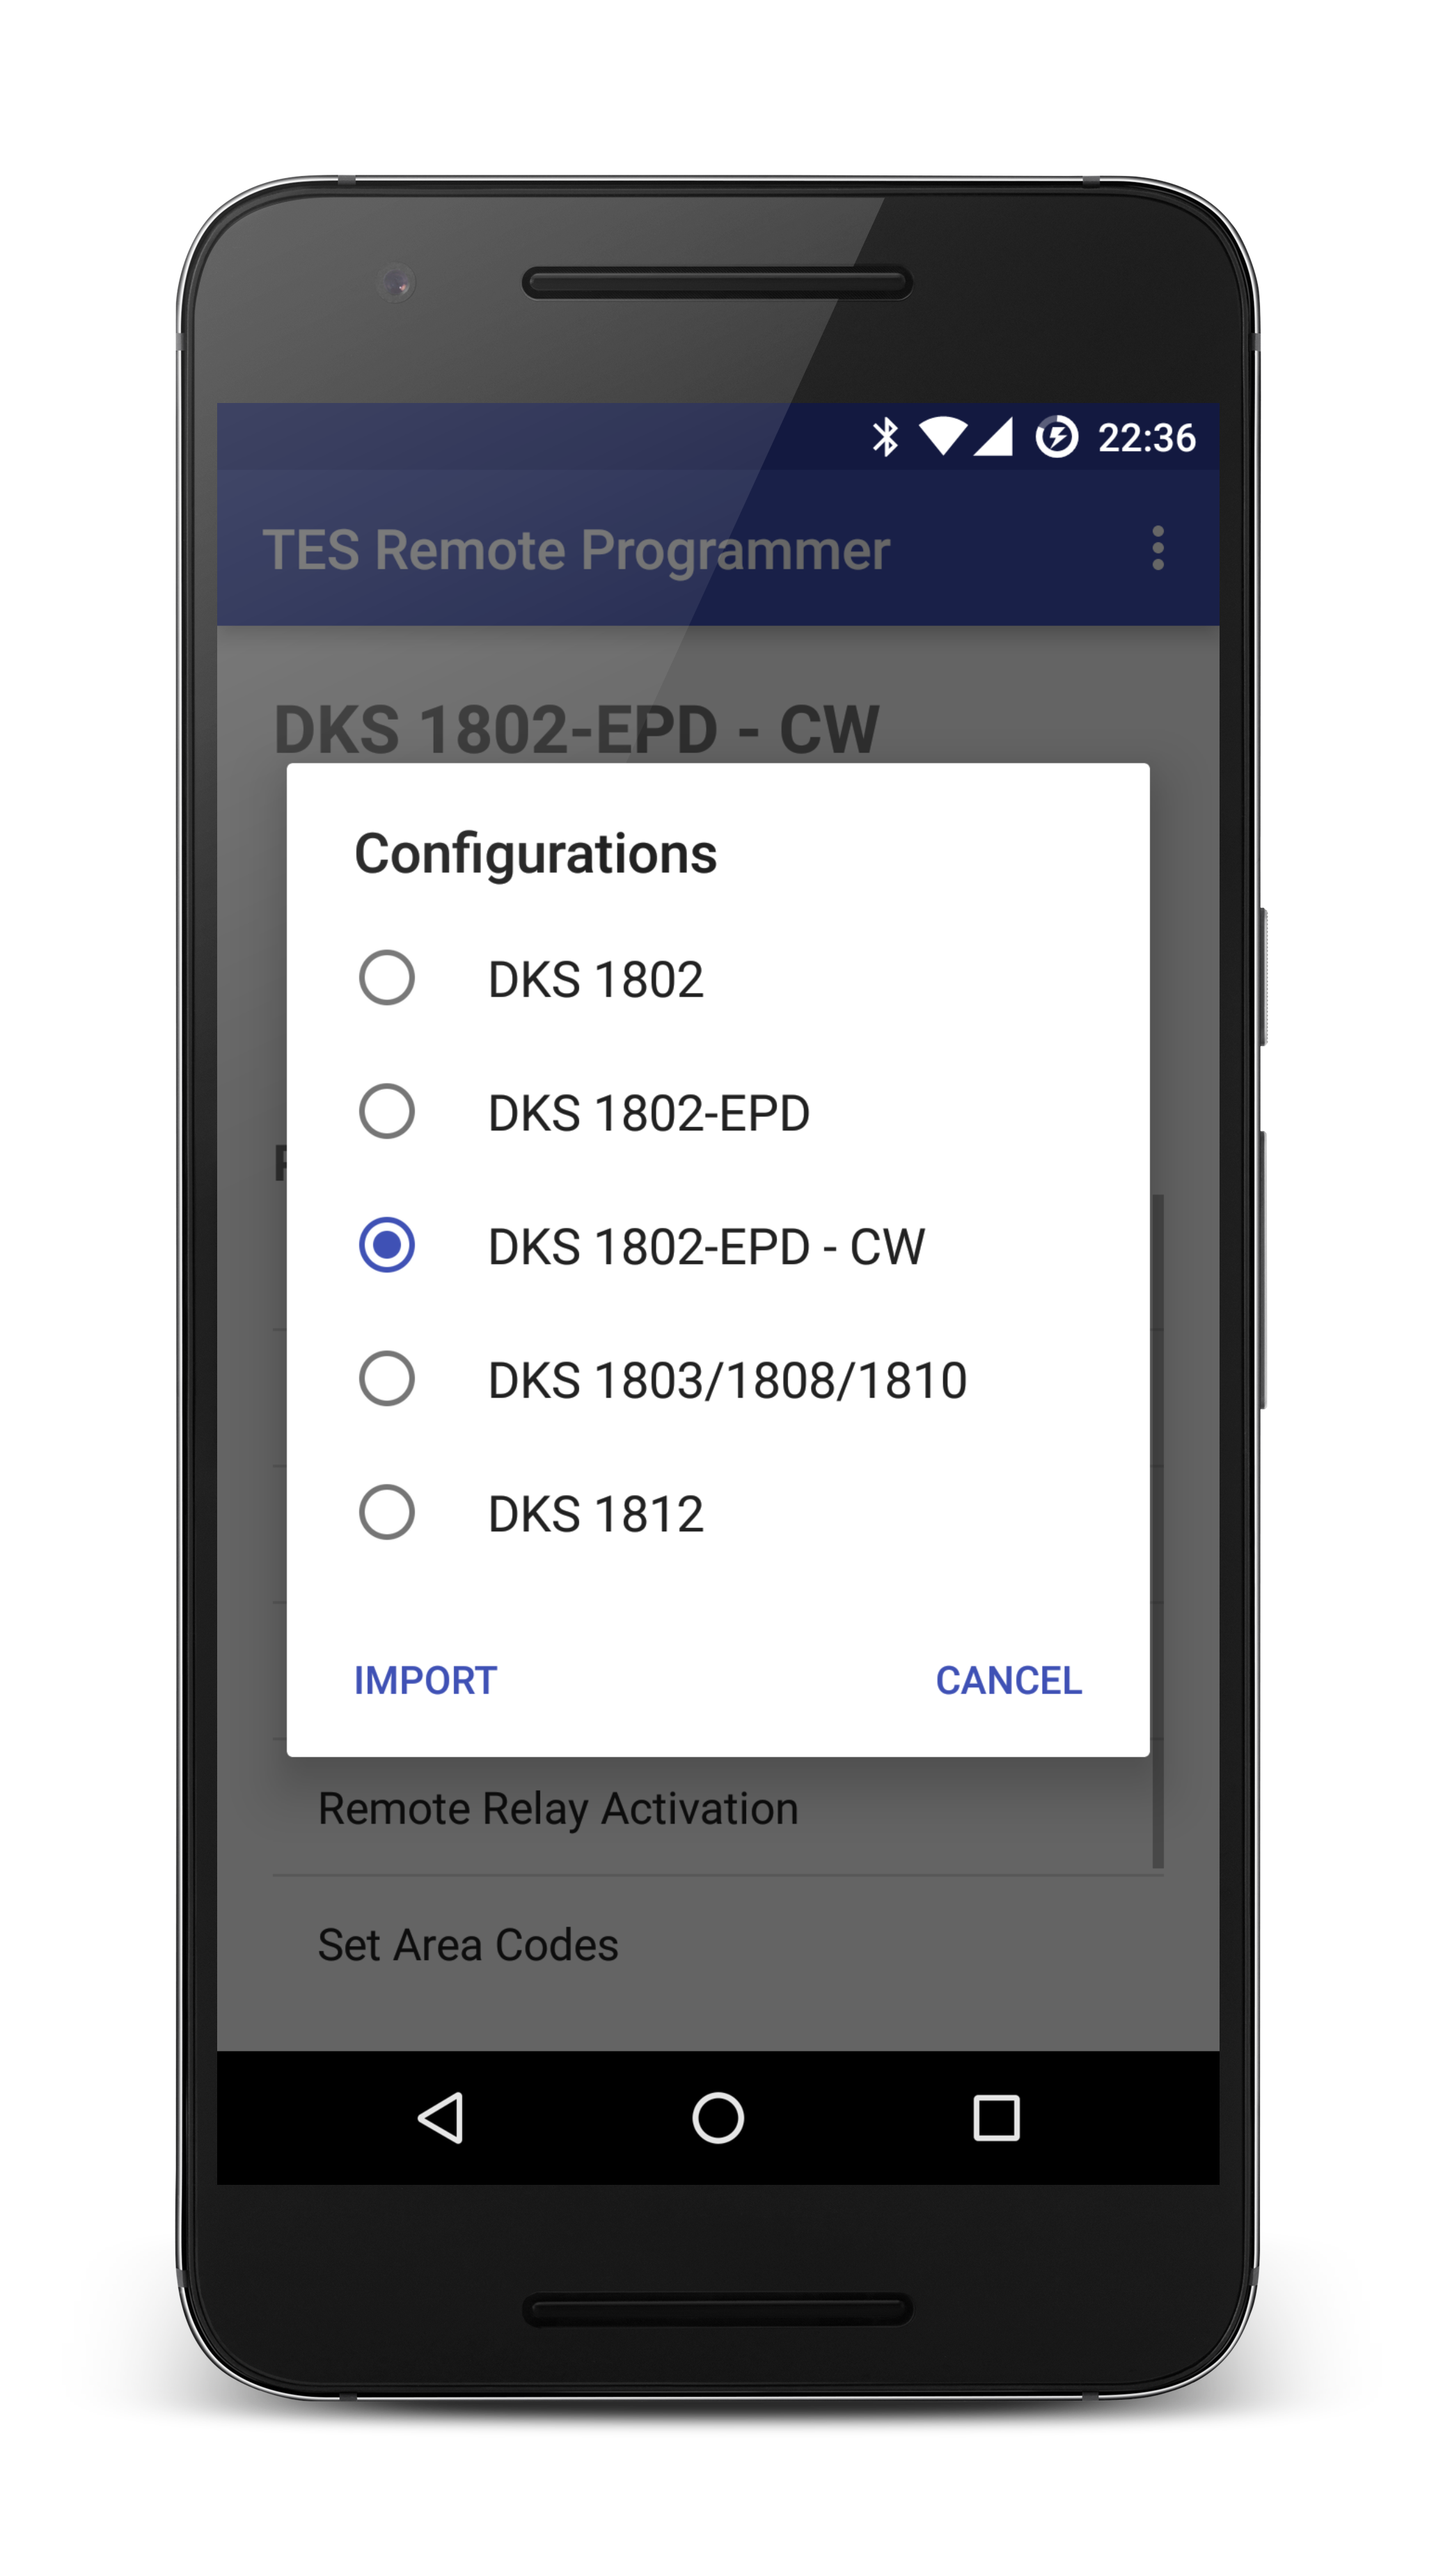 22:36
TES Remote Programmer
DKS 1802-EPD - CW
Configurations
DKS 1802
DKS 1802-EPD
DKS 1802-EPD - CW
DKS 1803/1808/1810
DKS 1812
IMPORT CANCEL
Remote Relay Activation
Set Area Codes